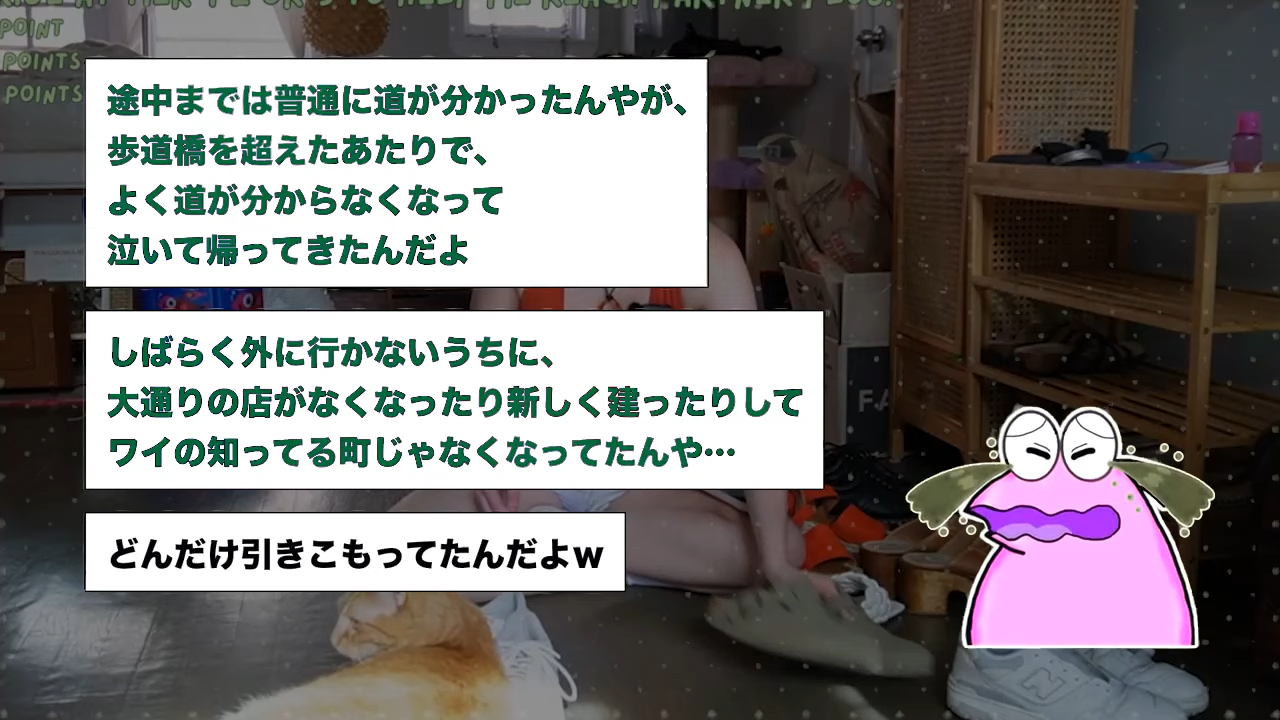 POINT
POINTS
POINTS
途中までは普通に道が分かったんやが、
歩道橋を超えたあたりで、
よく道が分からなくなって
泣いて帰ってきたんだよ
しばらく外に行かないうちに、
大通りの店がなくなったり新しく建ったりして
ワイの知ってる町じゃなくなってたんや…
どんだけ引きこもってたんだよw
FA
N